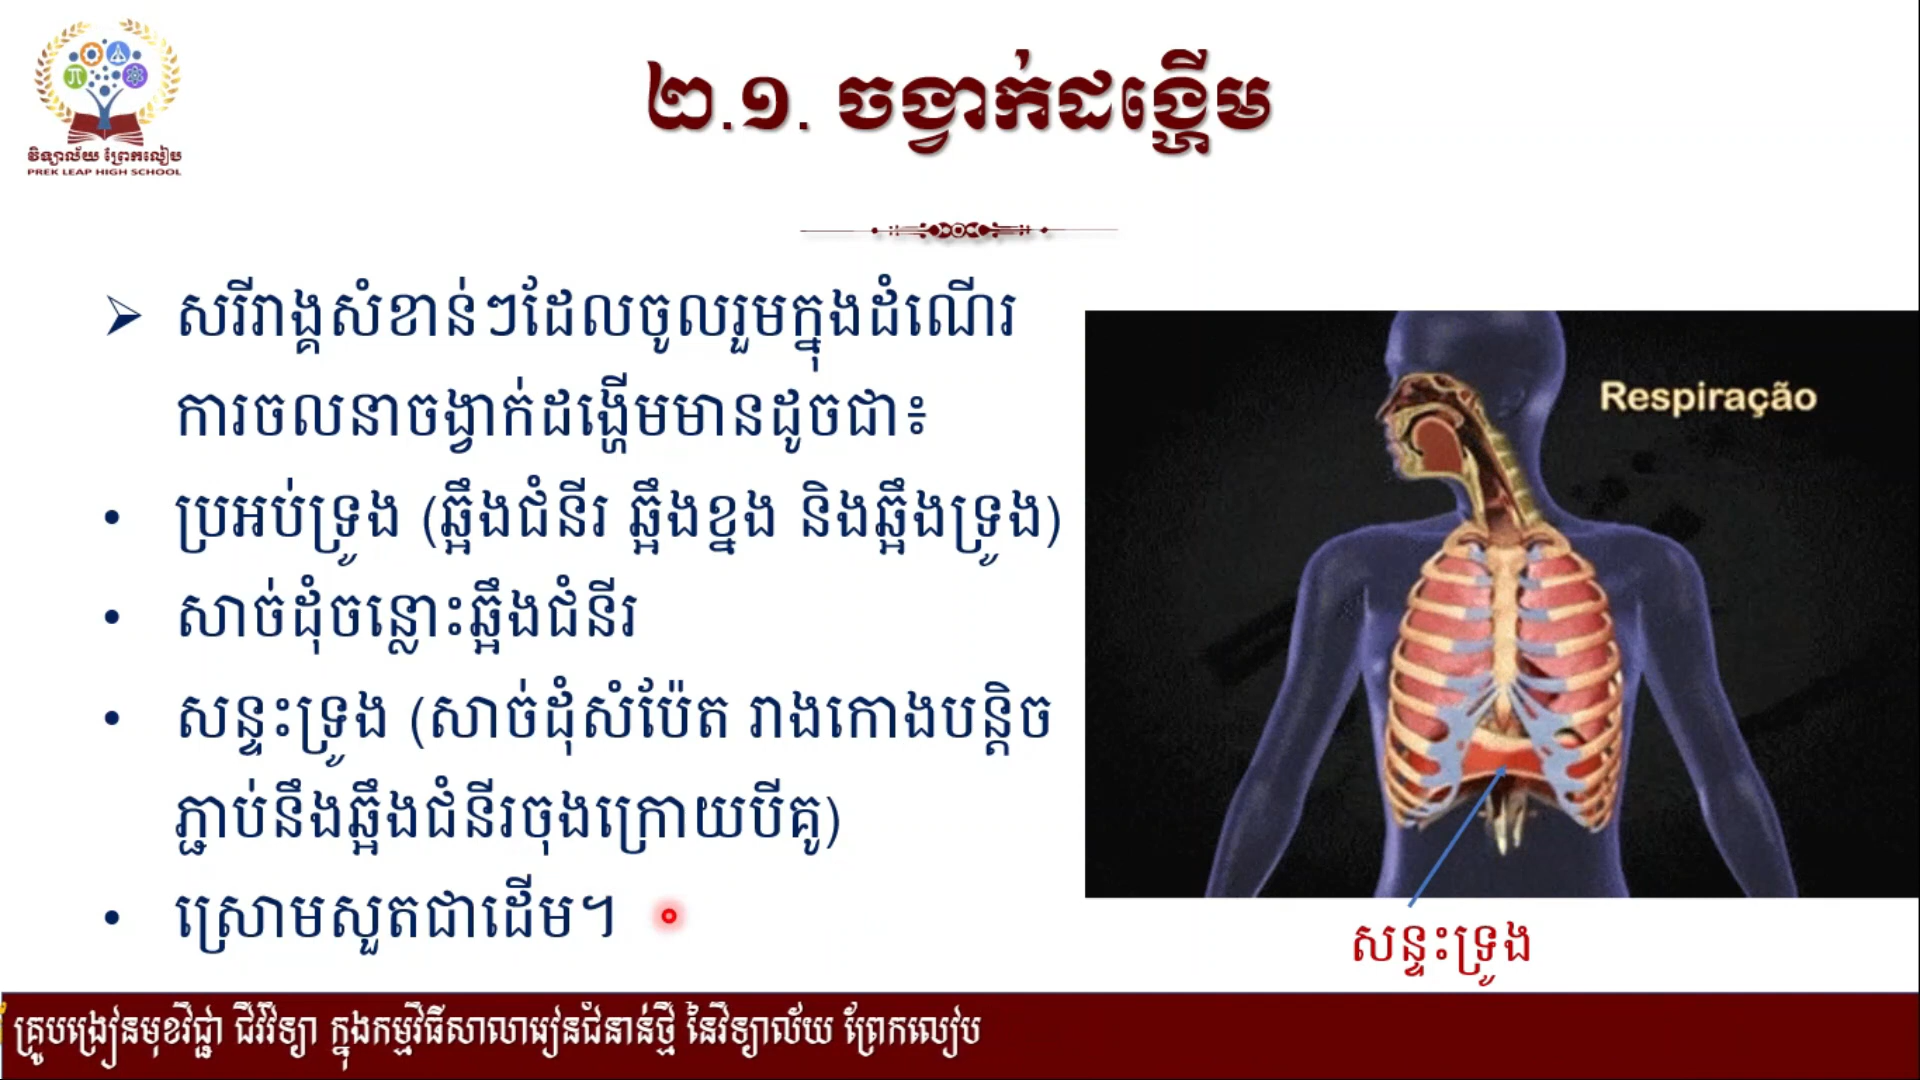 វិទ្យាល័យ ព្រែកលៀប
PREK LEAP HIGH SCHOOL
២.១. ចង្វាក់ដង្ហើម
➢ សរីរាង្គសំខាន់ៗដែលចូលរួមក្នុងដំណើរ
ការចលនាចង្វាក់ដង្ហើមមានដូចជា៖
• ប្រអប់ទ្រូង (ឆ្អឹងជំនីរ ឆ្អឹងខ្នង និងឆ្អឹងទ្រូង)
• សាច់ដុំចន្លោះឆ្អឹងជំនីរ
• សន្ទះទ្រូង (សាច់ដុំសំប៉ែត រាងកោងបន្តិច
ភ្ជាប់នឹងឆ្អឹងជំនីរចុងក្រោយបីគូ)
• ស្រោមសួតជាដើម។
Respiração
សន្ទះទ្រូង
គ្រូបង្រៀនមុខវិជ្ជា ជីវវិទ្យា ក្នុងកម្មវិធីសាលារៀនជំនាន់ថ្មី នៃវិទ្យាល័យ ព្រែកលៀប